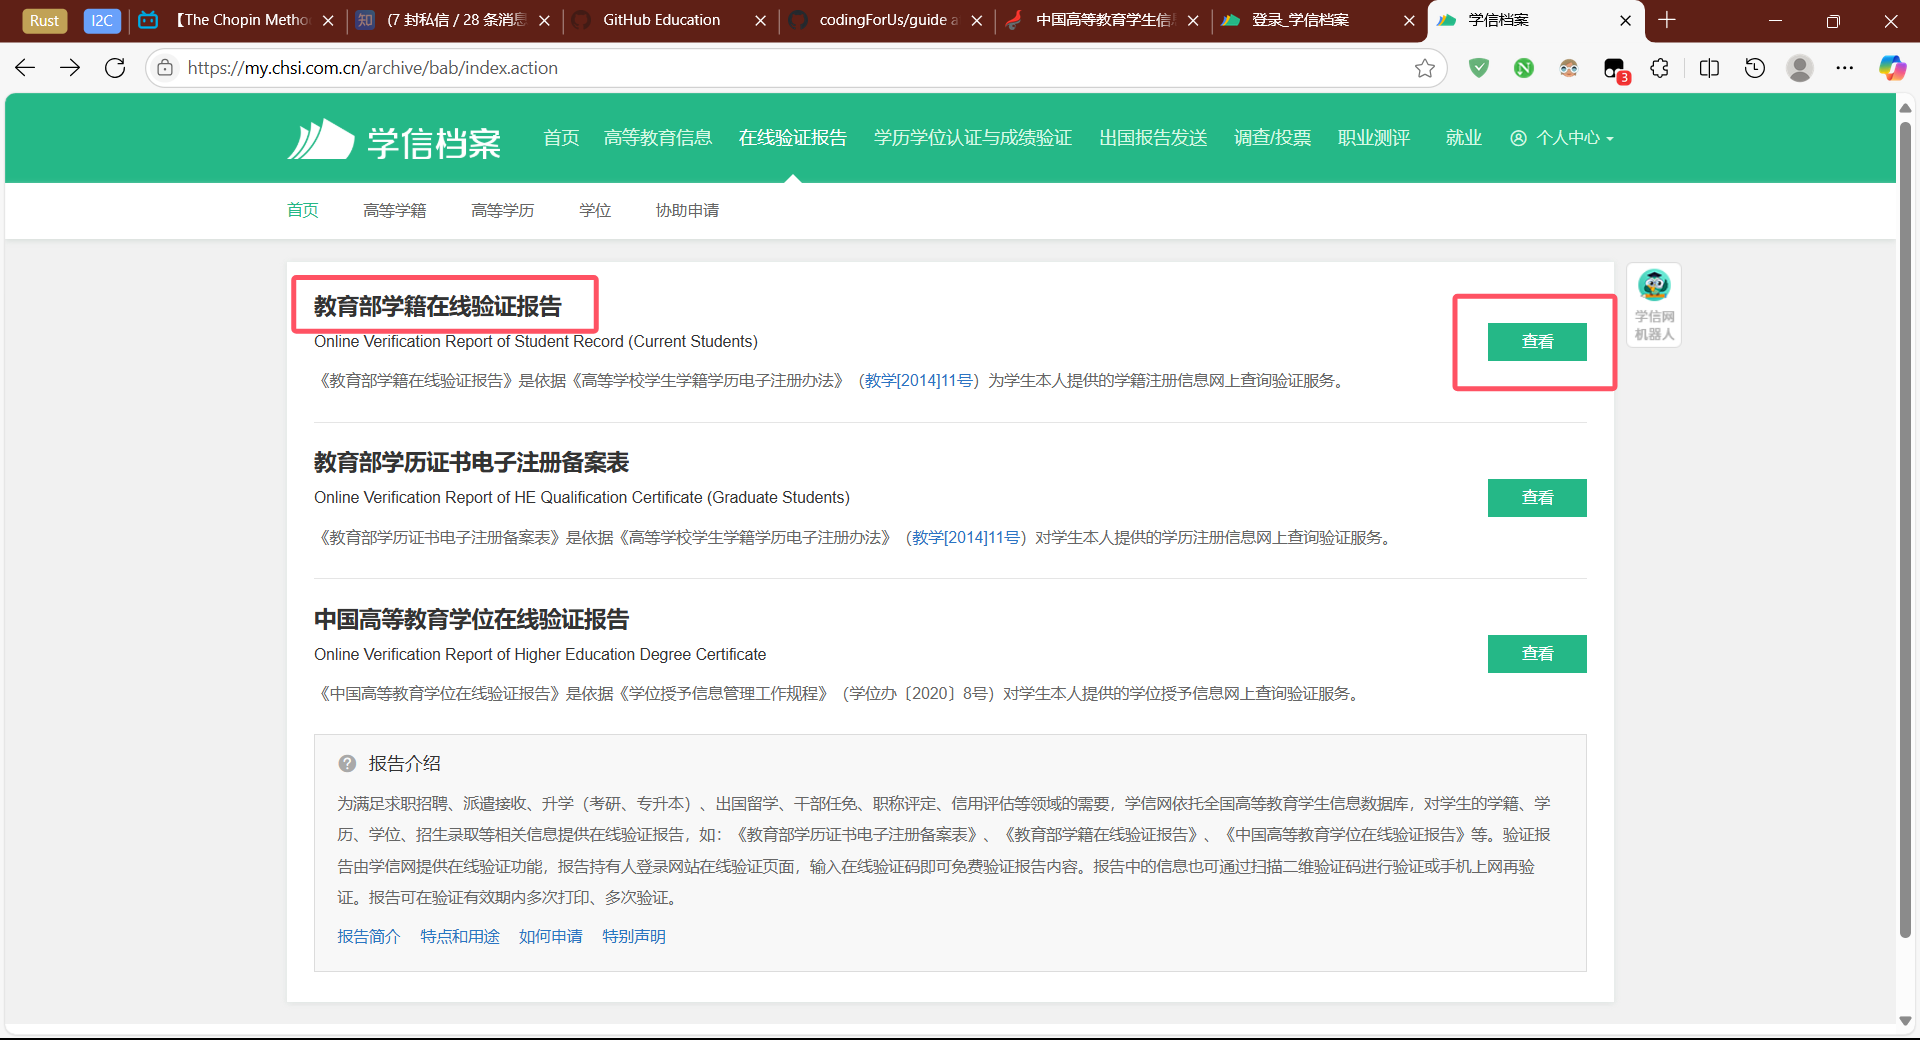 Rust
I2C
【The Chopin Metho
(7 封私信 / 28 条消息
GitHub Education
codingForUs/guide a
中国高等教育学生信
登录_学信档案
学信档案
https://my.chsi.com.cn/archive/bab/index.action
3
学信档案
首页
高等教育信息
在线验证报告
学历学位认证与成绩验证
出国报告发送
调查/投票
职业测评
就业
个人中心
首页
高等学籍
高等学历
学位
协助申请
教育部学籍在线验证报告
Online Verification Report of Student Record (Current Students)
《教育部学籍在线验证报告》是依据《高等学校学生学籍学历电子注册办法》（教学[2014]11号）为学生本人提供的学籍注册信息网上查询验证服务。
查看
学信网
机器人
教育部学历证书电子注册备案表
Online Verification Report of HE Qualification Certificate (Graduate Students)
《教育部学历证书电子注册备案表》是依据《高等学校学生学籍学历电子注册办法》（教学[2014]11号）对学生本人提供的学历注册信息网上查询验证服务。
查看
中国高等教育学位在线验证报告
Online Verification Report of Higher Education Degree Certificate
《中国高等教育学位在线验证报告》是依据《学位授予信息管理工作规程》（学位办〔2020〕8号）对学生本人提供的学位授予信息网上查询验证服务。
查看
报告介绍
为满足求职招聘、派遣接收、升学（考研、专升本）、出国留学、干部任免、职称评定、信用评估等领域的需要，学信网依托全国高等教育学生信息数据库，对学生的学籍、学
历、学位、招生录取等相关信息提供在线验证报告，如：《教育部学历证书电子注册备案表》、《教育部学籍在线验证报告》、《中国高等教育学位在线验证报告》等。验证报
告由学信网提供在线验证功能，报告持有人登录网站在线验证页面，输入在线验证码即可免费验证报告内容。报告中的信息也可通过扫描二维验证码进行验证或手机上网再验
证。报告可在验证有效期内多次打印、多次验证。
报告简介
特点和用途
如何申请
特别声明